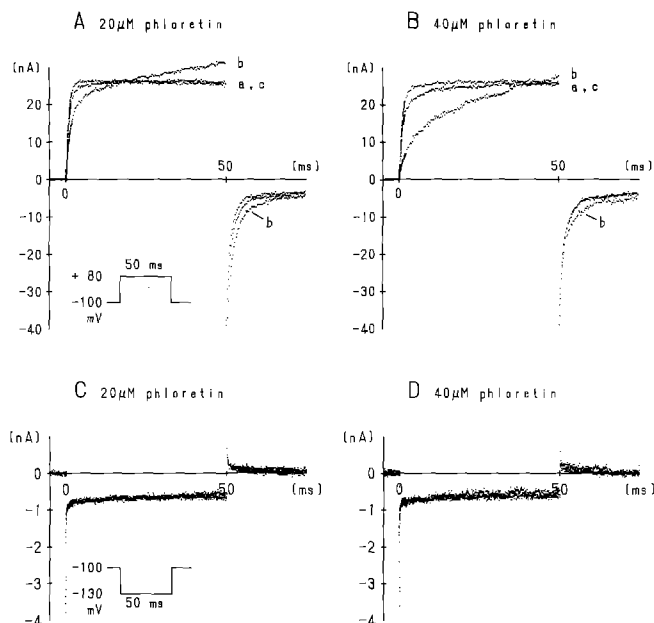 A 20µM phloretin
(nA)
20
10
0
-10
-20
-30
-40
0
50
(ms)
b
a, c
b
50 ms
+ 80
-100
mV
B 40µM phloretin
(nA)
20
10
0
-10
-20
-30
-40
0
50
(ms)
b
a, c
b
C 20µM phloretin
(nA)
0
-1
-2
-3
-4
0
50
(ms)
-100
-130
mV
50 ms
D 40µM phloretin
(nA)
0
-1
-2
-3
-4
0
50
(ms)